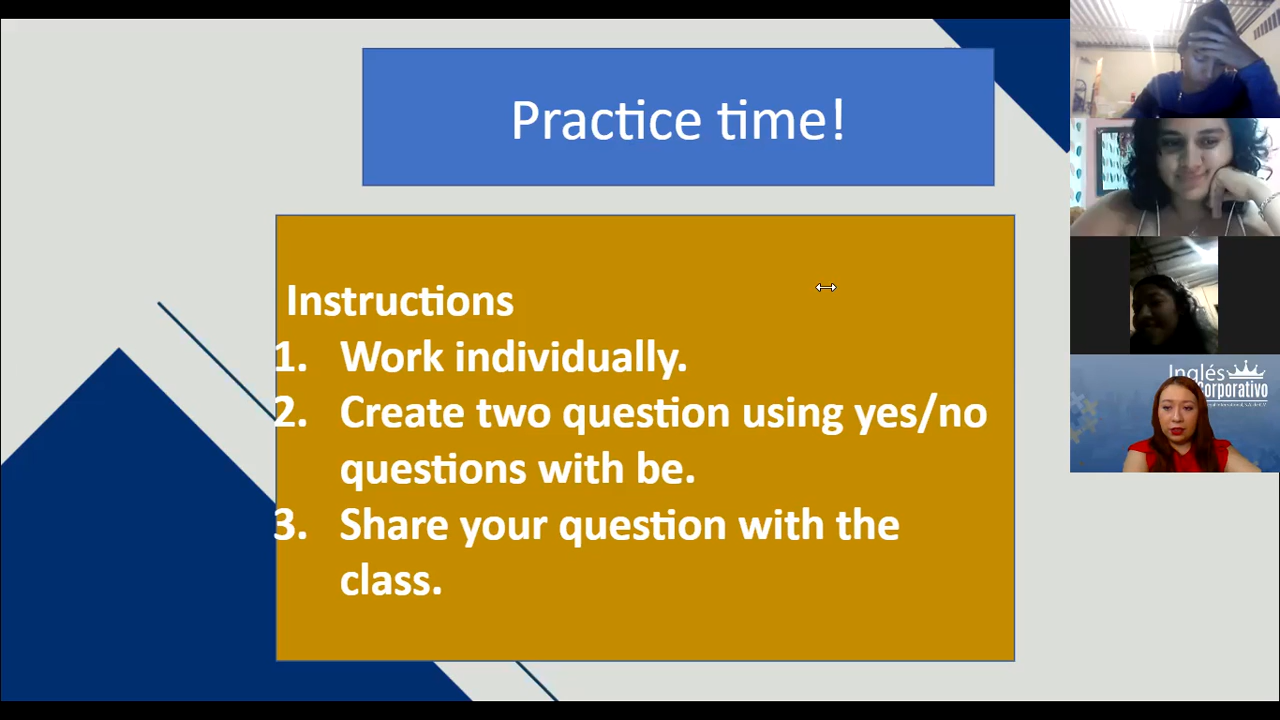 Practice time!
Instructions
1. Work individually.
2. Create two question using yes/no
questions with be.
3. Share your question with the
class.
Inglés
orporativo